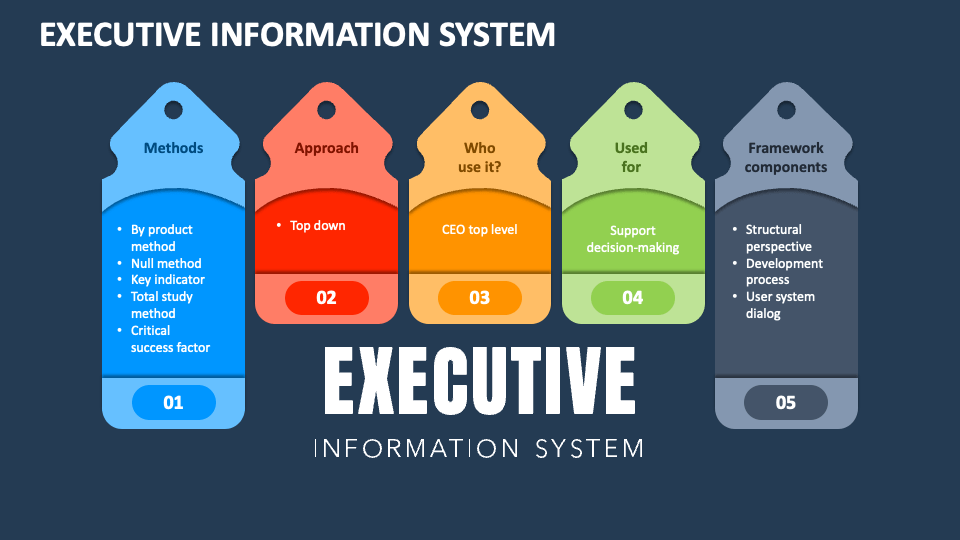 EXECUTIVE INFORMATION SYSTEM
Methods
• By product
method
• Null method
• Key indicator
• Total study
method
• Critical
success factor
01
Approach
• Top down
02
Who
use it?
CEO top level
03
Used
for
Support
decision-making
04
Framework
components
• Structural
perspective
• Development
process
• User system
dialog
05
EXECUTIVE
INFORMATION SYSTEM